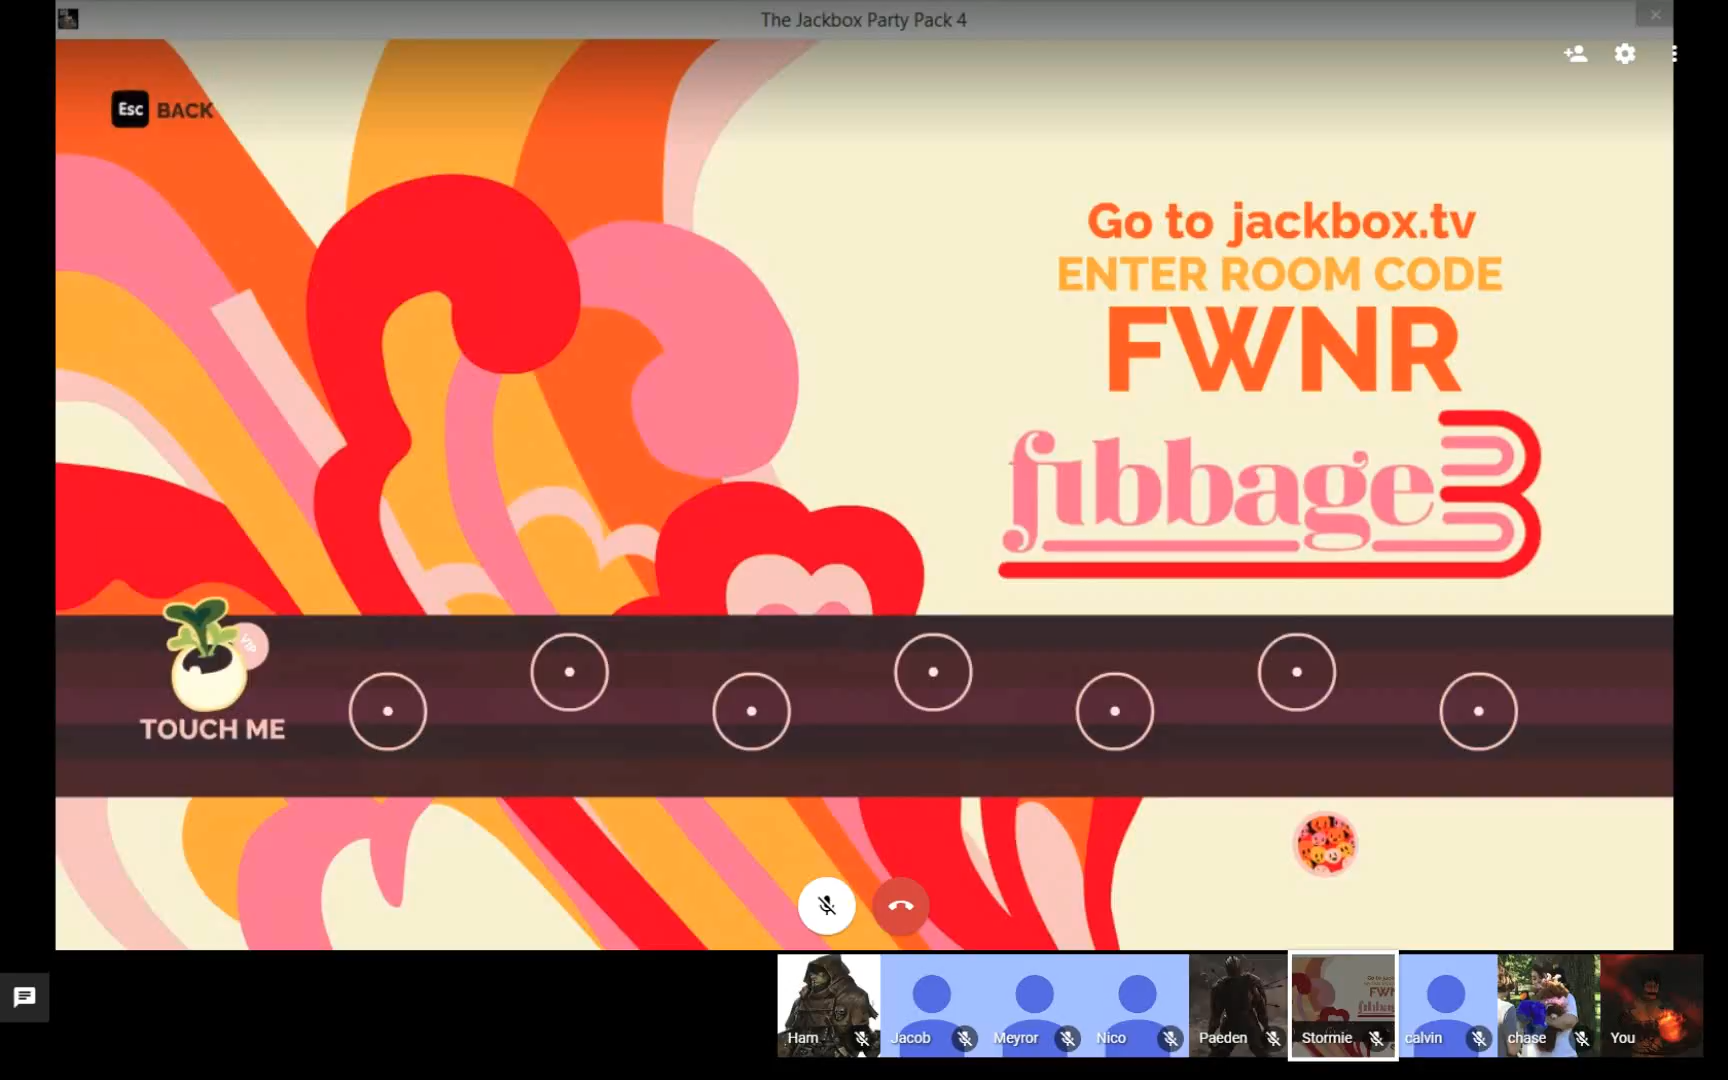 The Jackbox Party Pack 4
Esc BACK
Go to jackbox.tv
ENTER ROOM CODE
FWNR
fibbage 3
VIP
TOUCH ME
Ham
Jacob
Meyror
Nico
Paeden
Stormie
calvin
chase
You